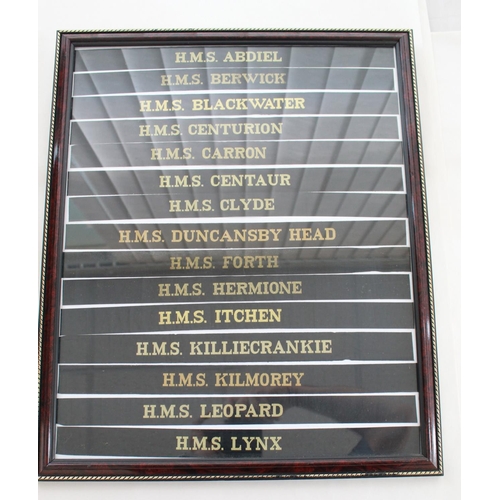 H.M.S. ABDIEL
H.M.S. BERWICK
H.M.S. BLACKWATER
H.M.S. CENTURION
H.M.S. CARRON
H.M.S. CENTAUR
H.M.S. CLYDE
H.M.S. DUNCANSBY HEAD
H.M.S. FORTH
H.M.S. HERMIONE
H.M.S. ITCHEN
H.M.S. KILLIECRANKIE
H.M.S. KILMOREY
H.M.S. LEOPARD
H.M.S. LYNX